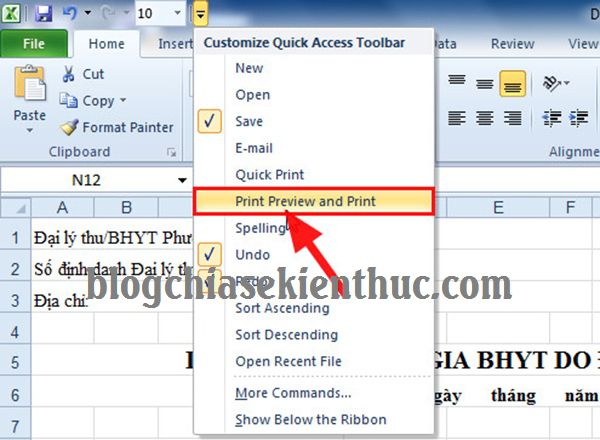 10
D
File Home Insert Data Review View
Customize Quick Access Toolbar
New
Open
Save
E-mail
Quick Print
Print Preview and Print
Spelling
Undo
Redo
Sort Ascending
Sort Descending
Open Recent File
More Commands...
Show Below the Ribbon
Paste
Cut
Copy
Format Painter
Clipboard
Alignme
N12
A B E F
1 Đại lý thu/BHYT Phư
2 Số định danh Đại lý th
3 Địa chỉ:
4
5 GIA BHYT DO
6 gày tháng năm
7
blogchiasekienthuc.com